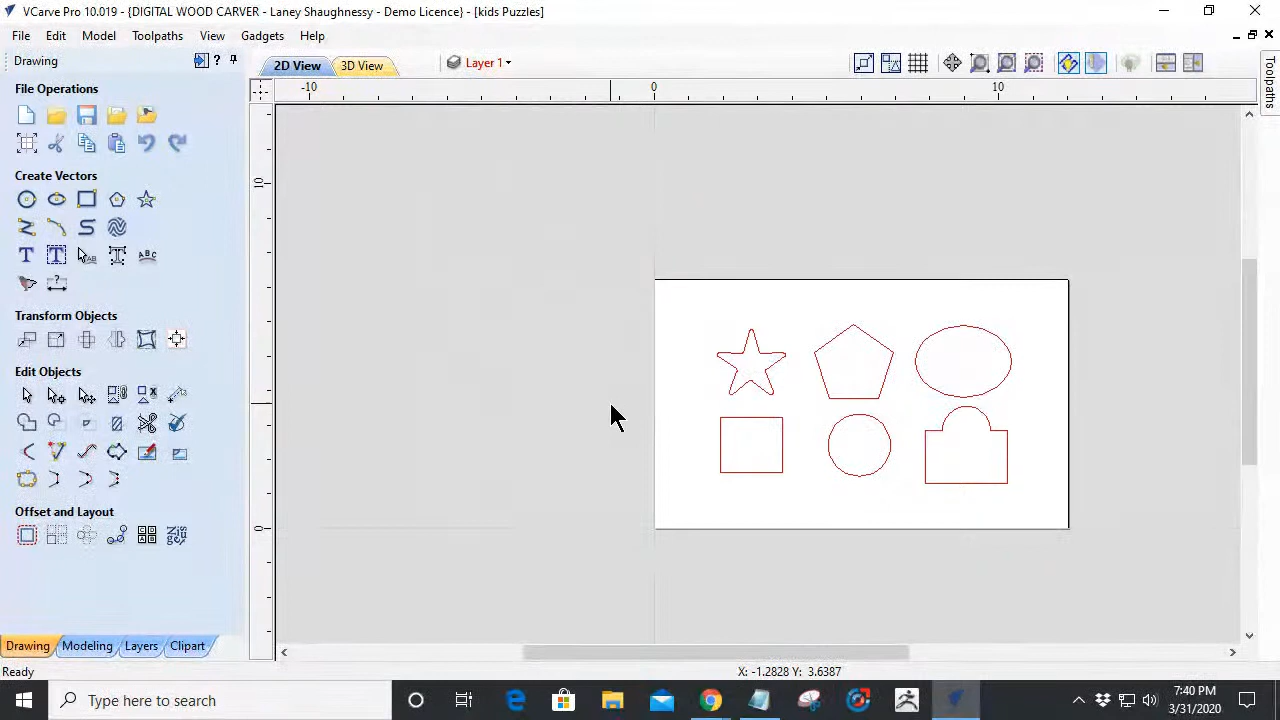 VCarve Pro 10.019 - {DIGITAL WOOD CARVER - Laney Shaughnessy - Demo Licence} - [kids Puzzles]
File Edit Model Toolpaths View Gadgets Help
Drawing
2D View 3D View Layer 1
Toolpaths
-10 0 10
File Operations
Create Vectors
10
T T T ABC
Transform Objects
Edit Objects
Offset and Layout
0
Drawing Modeling Layers Clipart
Ready
X: -1.2828 Y: 3.6387
Type here to search
7:40 PM
3/31/2020